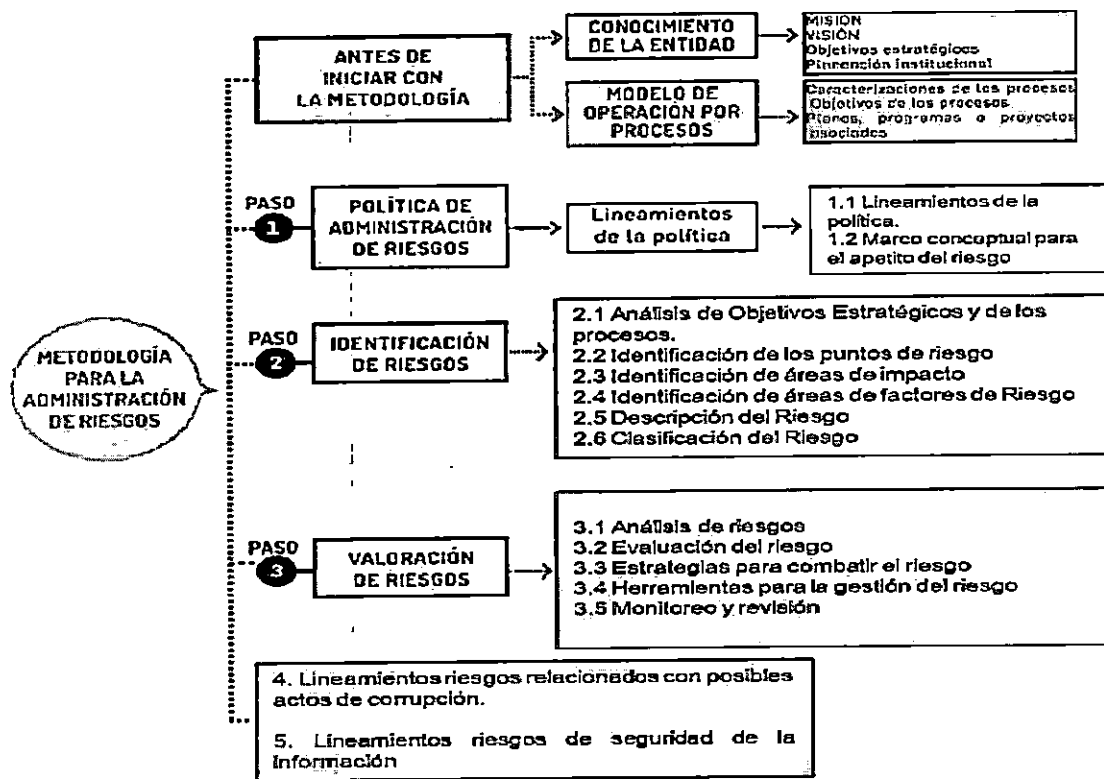 METODOLOGÍA
PARA LA
ADMINISTRACIÓN
DE RIESGOS
ANTES DE
INICIAR CON
LA METODOLOGÍA
CONOCIMIENTO
DE LA ENTIDAD
MISION
VISIÓN
Objetivos estratégicos
institucional
MODELO DE
OPERACIÓN POR
PROCESOS
Caracterizaciones de los procesos
Objetivos de los procesos
Planes, programas o proyectos
asociados
PASO
1
POLÍTICA DE
ADMINISTRACIÓN
DE RIESGOS
Lineamientos
de la política
1.1 Lineamientos de la
política.
1.2 Marco conceptual para
el apetito del riesgo
PASO
2
IDENTIFICACIÓN
DE RIESGOS
2.1 Análisis de Objetivos Estratégicos y de los
procesos.
2.2 Identificación de los puntos de riesgo
2.3 Identificación de áreas de impacto
2.4 Identificación de áreas de factores de Riesgo
2.5 Descripción del Riesgo
2.6 Clasificación del Riesgo
PASO
3
VALORACIÓN
DE RIESGOS
3.1 Análisis de riesgos
3.2 Evaluación del riesgo
3.3 Estrategias para combatir el riesgo
3.4 Herramientas para la gestión del riesgo
3.5 Monitoreo y revisión
4. Lineamientos riesgos relacionados con posibles
actos de corrupción.
5. Lineamientos riesgos de seguridad de la
información